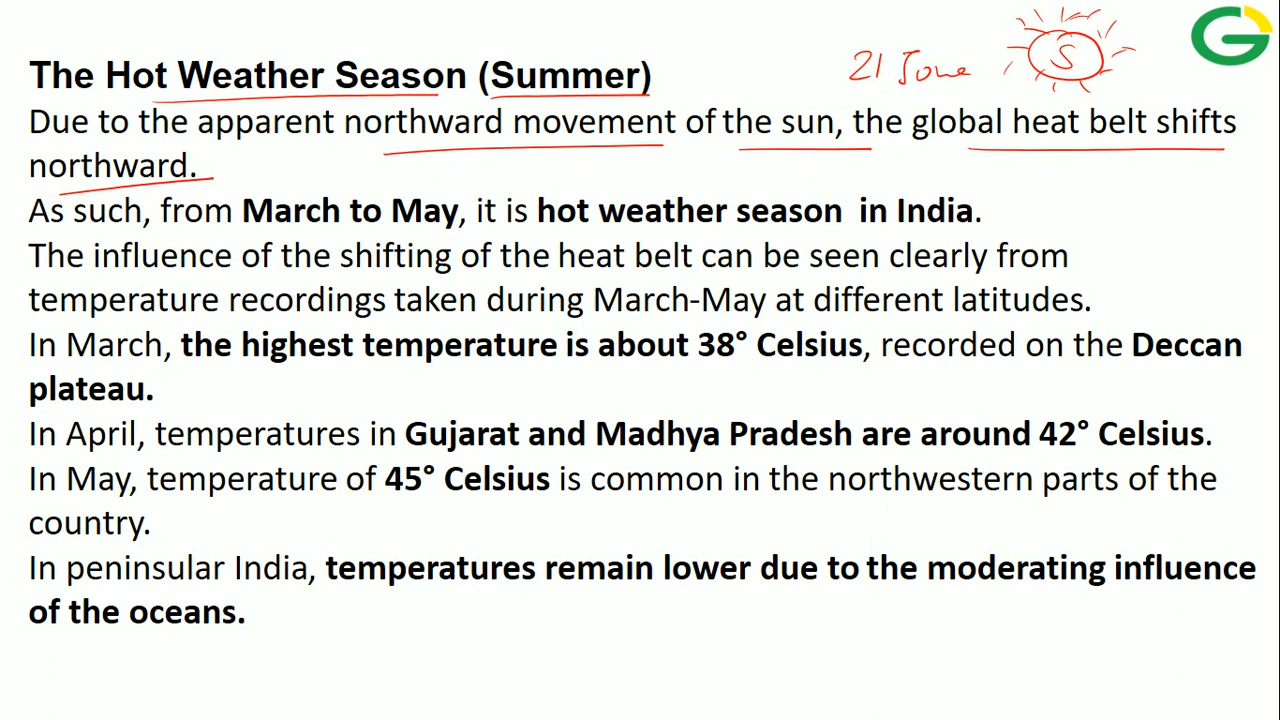 21 June
S
G
The Hot Weather Season (Summer)
Due to the apparent northward movement of the sun, the global heat belt shifts
northward.
As such, from March to May, it is hot weather season in India.
The influence of the shifting of the heat belt can be seen clearly from
temperature recordings taken during March-May at different latitudes.
In March, the highest temperature is about 38° Celsius, recorded on the Deccan
plateau.
In April, temperatures in Gujarat and Madhya Pradesh are around 42° Celsius.
In May, temperature of 45° Celsius is common in the northwestern parts of the
country.
In peninsular India, temperatures remain lower due to the moderating influence
of the oceans.